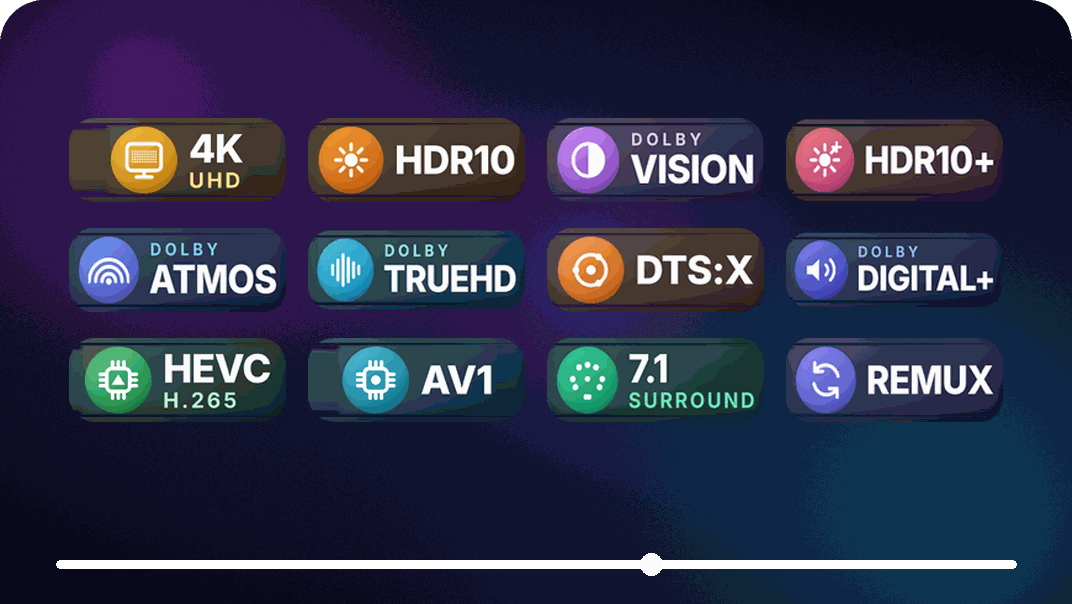 4K
UHD
HDR10
DOLBY
VISION
HDR10+
DOLBY
ATMOS
DOLBY
TRUEHD
DTS:X
DOLBY
DIGITAL+
HEVC
H.265
AV1
7.1
SURROUND
REMUX